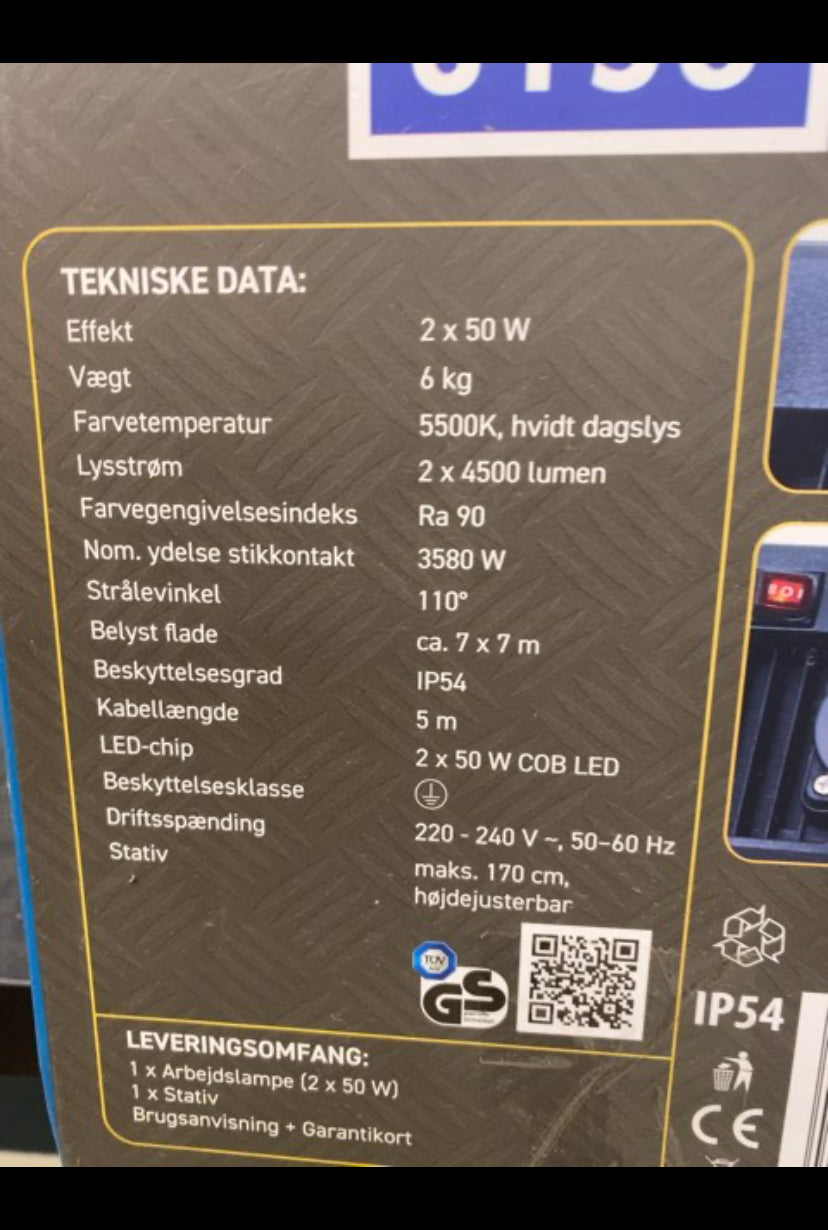 TEKNISKE DATA:
Effekt 2 x 50 W
Vægt 6 kg
Farvetemperatur 5500K, hvidt dagslys
Lysstrøm 2 x 4500 lumen
Farvegengivelsesindeks Ra 90
Nom. ydelse stikkontakt 3580 W
Strålevinkel 110°
Belyst flade ca. 7 x 7 m
Beskyttelsesgrad IP54
Kabellængde 5 m
LED-chip 2 x 50 W COB LED
Beskyttelsesklasse
Driftsspænding 220 - 240 V ~, 50–60 Hz
Stativ maks. 170 cm,
højdejusterbar
TÜV
GS
IP54
CE
LEVERINGSOMFANG:
1 x Arbejdslampe (2 x 50 W)
1 x Stativ
Brugsanvisning + Garantikort